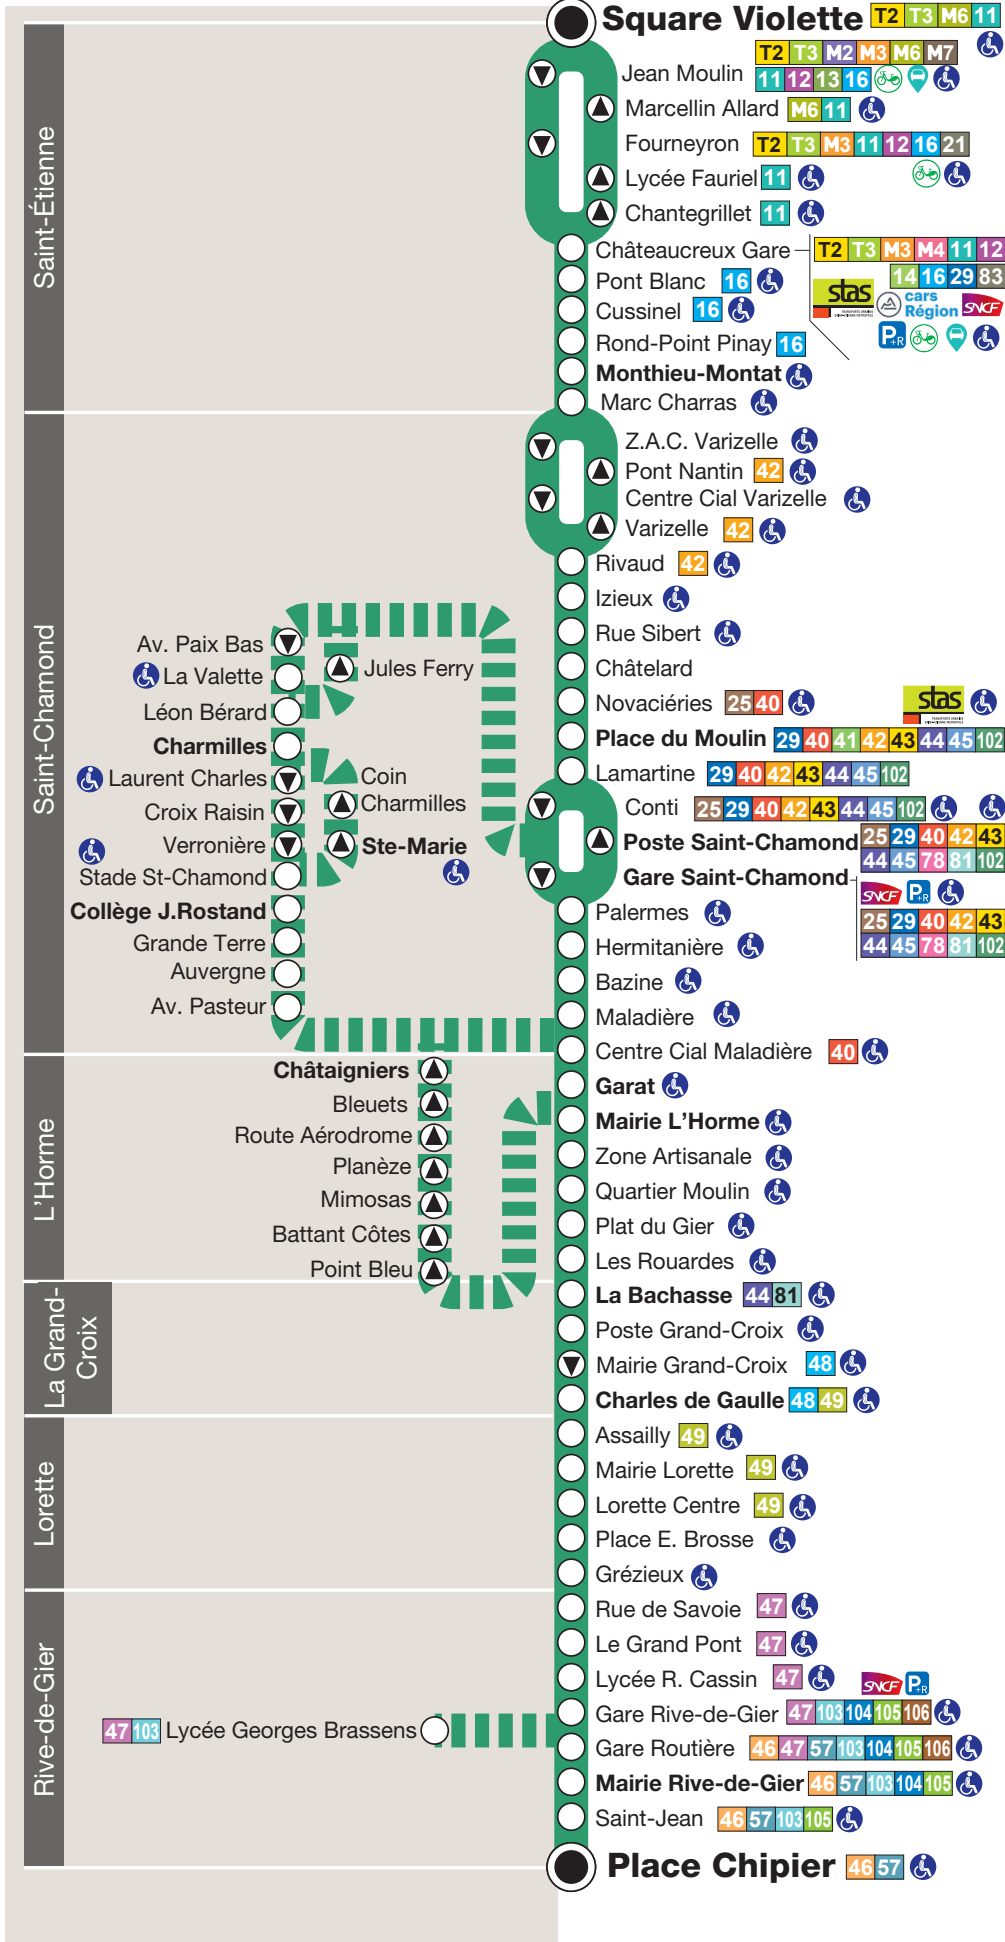 Square Violette T2 T3 M6 11
Jean Moulin T2 T3 M2 M3 M6 M7
11 12 13 16
Marcellin Allard M6 11
Fourneyron T2 T3 M3 11 12 16 21
Lycée Fauriel 11
Chantegrillet 11
Châteaucreux Gare T2 T3 M3 M4 11 12
14 16 29 83
stas cars Région SNCF
P+R
Pont Blanc 16
Cussinel 16
Rond-Point Pinay 16
Monthieu-Montat
Marc Charras
Saint-Étienne
Z.A.C. Varizelle
Pont Nantin 42
Centre Cial Varizelle
Varizelle 42
Rivaud 42
Izieux
Rue Sibert
Châtelard
Novaciéries 25 40
stas
Place du Moulin 29 40 41 42 43 44 45 102
Lamartine 29 40 42 43 44 45 102
Conti 25 29 40 42 43 44 45 102
Poste Saint-Chamond 25 29 40 42 43
44 45 78 81 102
Gare Saint-Chamond
SNCF P+R
25 29 40 42 43
44 45 78 81 102
Palermes
Hermitanière
Bazine
Maladière
Centre Cial Maladière 40
Saint-Chamond
Av. Paix Bas
La Valette
Jules Ferry
Léon Bérard
Charmilles
Laurent Charles
Coin
Charmilles
Croix Raisin
Verronière
Ste-Marie
Stade St-Chamond
Collège J.Rostand
Grande Terre
Auvergne
Av. Pasteur
Garat
Mairie L'Horme
Zone Artisanale
Quartier Moulin
Plat du Gier
Les Rouardes
L'Horme
Châtaigniers
Bleuets
Route Aérodrome
Planèze
Mimosas
Battant Côtes
Point Bleu
La Bachasse 44 81
Poste Grand-Croix
Mairie Grand-Croix 48
Charles de Gaulle 48 49
La Grand-
Croix
Assailly 49
Mairie Lorette 49
Lorette Centre 49
Place E. Brosse
Grézieux
Lorette
Rue de Savoie 47
Le Grand Pont 47
Lycée R. Cassin 47
SNCF P+R
Gare Rive-de-Gier 47 103 104 105 106
47 103 Lycée Georges Brassens
Gare Routière 46 47 57 103 104 105 106
Mairie Rive-de-Gier 46 57 103 104 105
Saint-Jean 46 57 103 105
Rive-de-Gier
Place Chipier 46 57